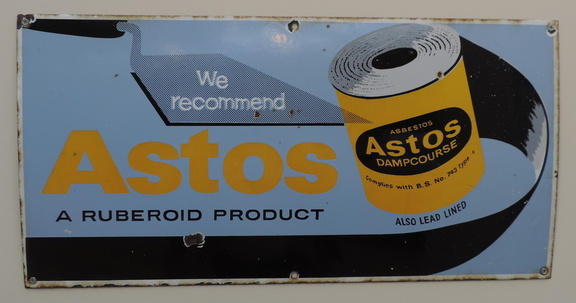 We
recommend
Astos
A RUBEROID PRODUCT
ASBESTOS
Astos
DAMPCOURSE
Complies with B.S. No. 743 Type
ALSO LEAD LINED